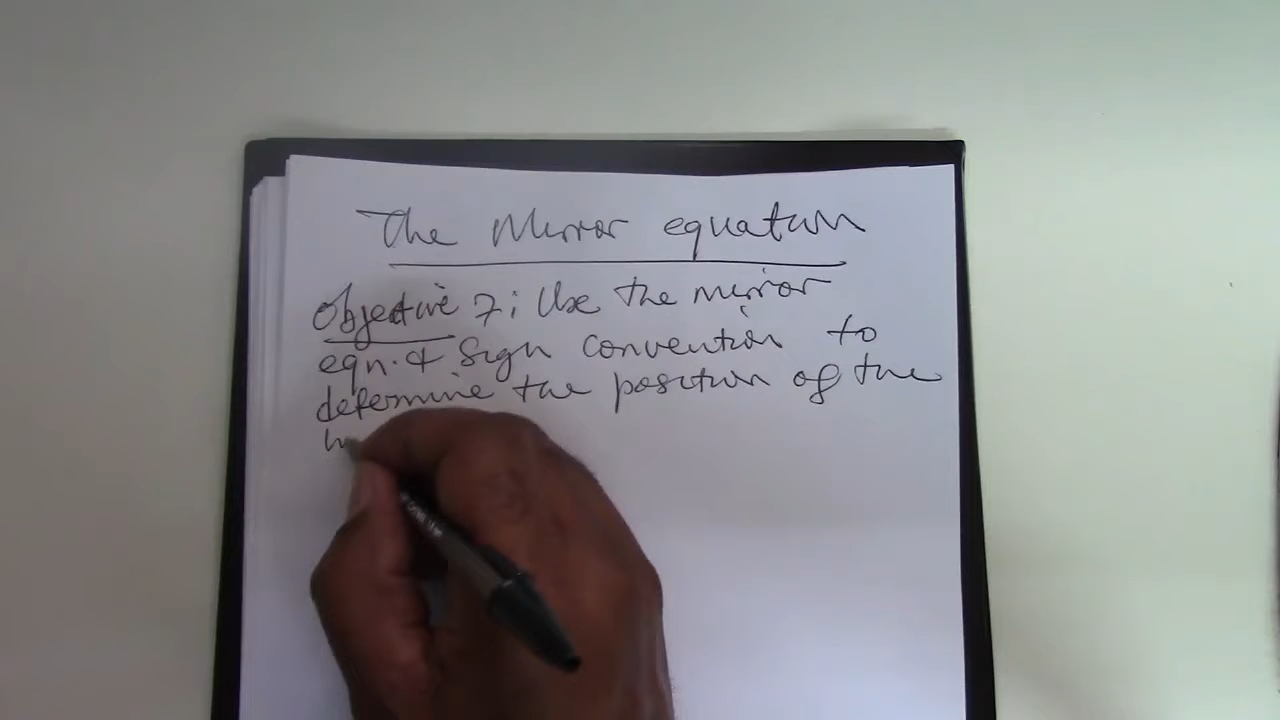 The Mirror equation
Objective 7; Use the mirror
eqn. & Sign convention to
determine the position of the